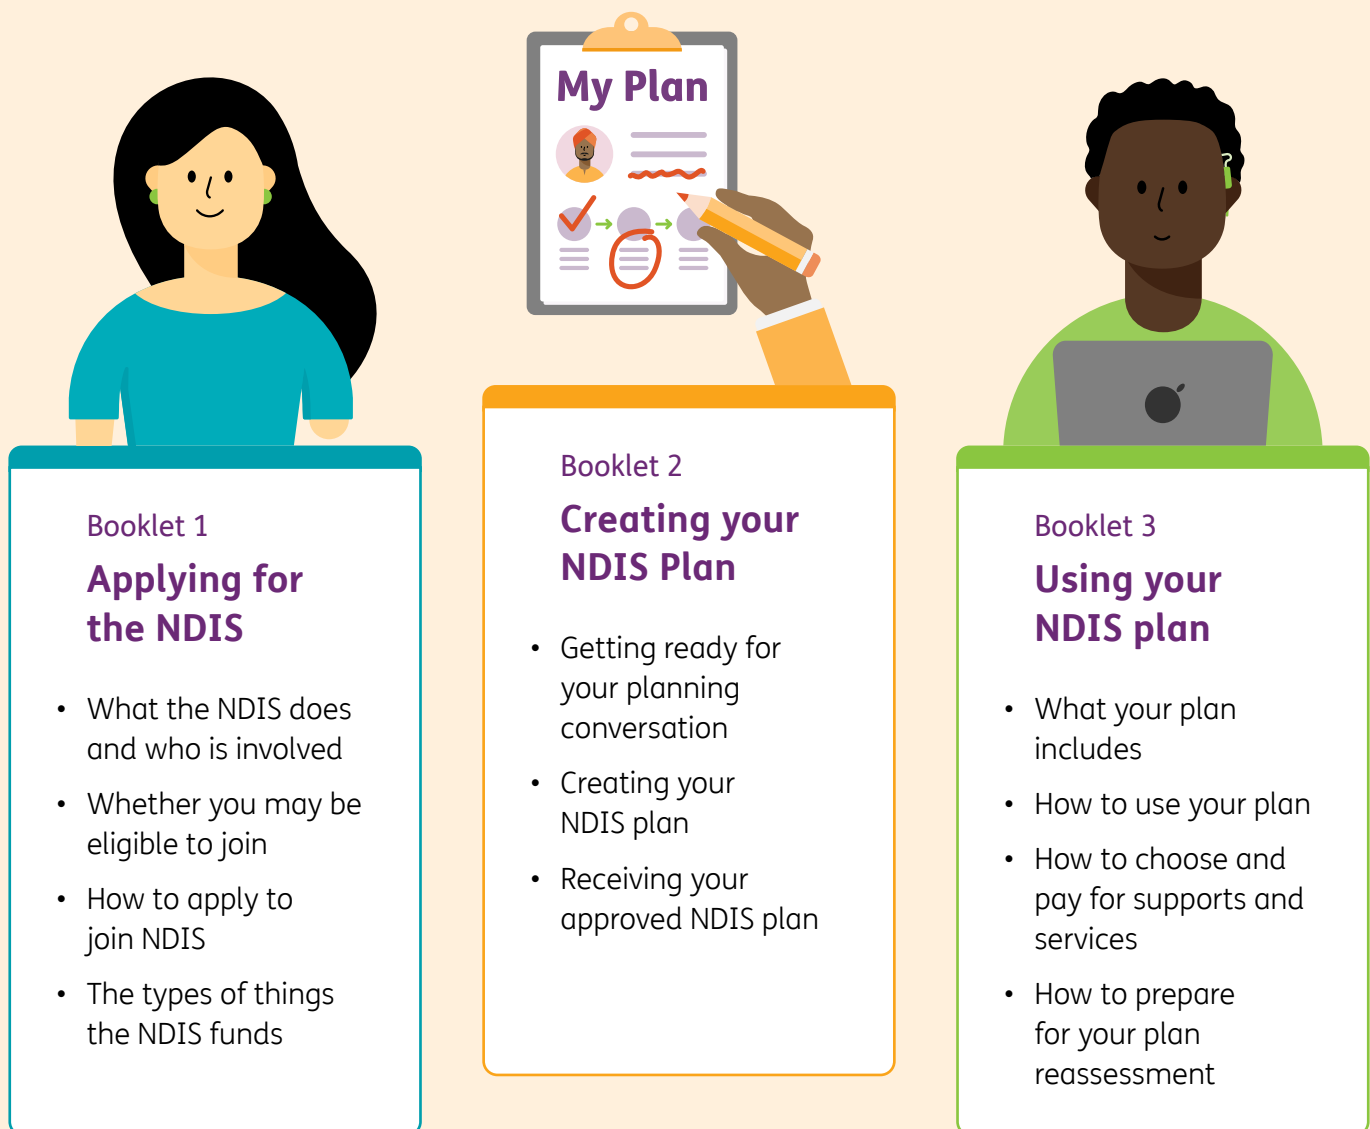 My Plan
Booklet 1
Applying for
the NDIS
• What the NDIS does
and who is involved
• Whether you may be
eligible to join
• How to apply to
join NDIS
• The types of things
the NDIS funds
Booklet 2
Creating your
NDIS Plan
• Getting ready for
your planning
conversation
• Creating your
NDIS plan
• Receiving your
approved NDIS plan
Booklet 3
Using your
NDIS plan
• What your plan
includes
• How to use your plan
• How to choose and
pay for supports and
services
• How to prepare
for your plan
reassessment